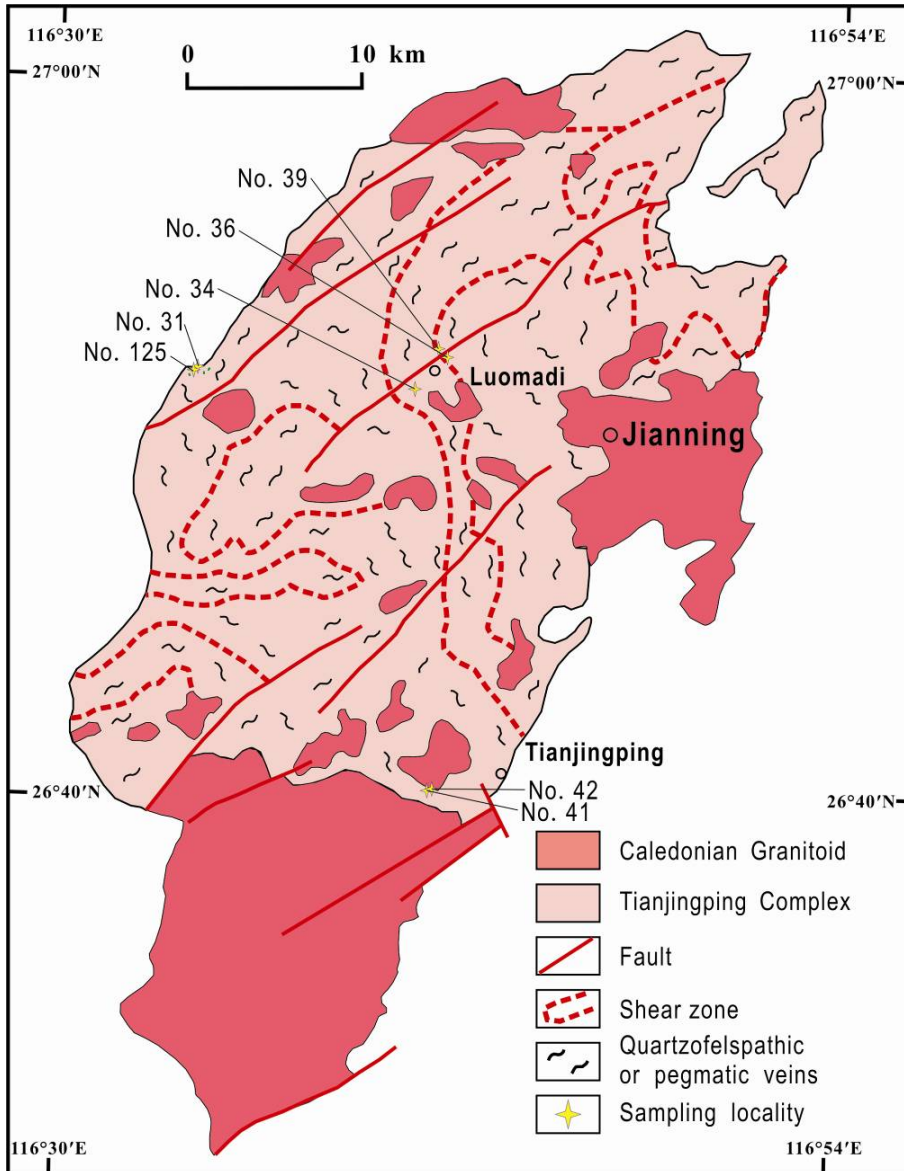 116°30′E
116°54′E
0 10 km
27°00′N
27°00′N
No. 39
No. 36
No. 34
No. 31
No. 125
Luomadi
Jianning
Tianjingping
26°40′N
No. 42
26°40′N
No. 41
Caledonian Granitoid
Tianjingping Complex
Fault
Shear zone
Quartzofelspathic
or pegmatic veins
Sampling locality
116°30′E
116°54′E